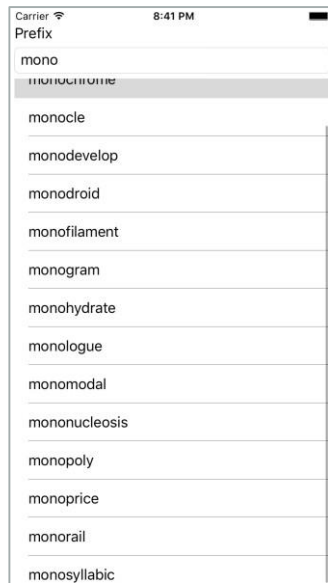 Carrier 8:41 PM
Prefix
mono
monochrome
monocle
monodevelop
monodroid
monofilament
monogram
monohydrate
monologue
monomodal
mononucleosis
monopoly
monoprice
monorail
monosyllabic